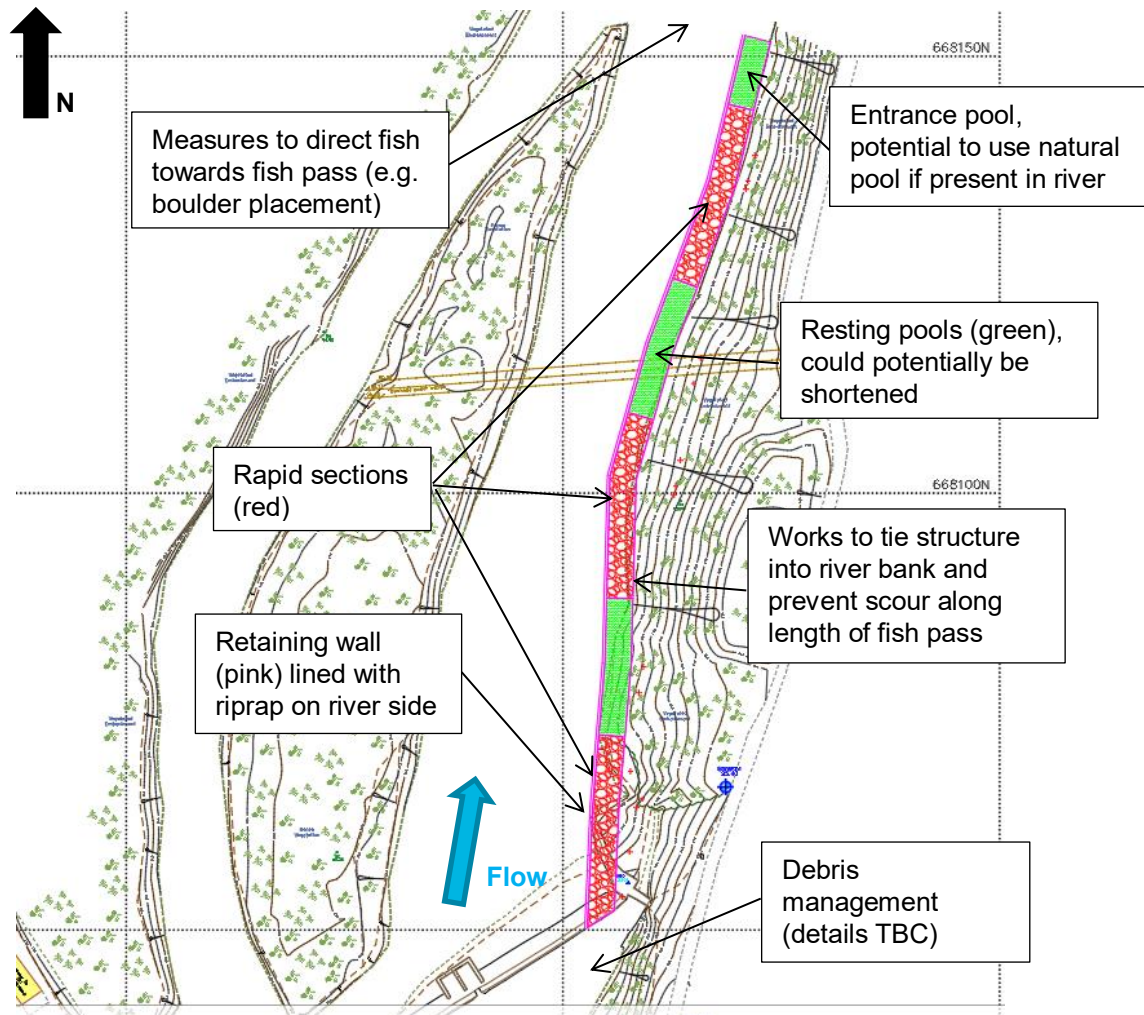 668150N
N
Measures to direct fish
towards fish pass (e.g.
boulder placement)
Entrance pool,
potential to use natural
pool if present in river
Resting pools (green),
could potentially be
shortened
Rapid sections
(red)
668100N
Works to tie structure
into river bank and
prevent scour along
length of fish pass
Retaining wall
(pink) lined with
riprap on river side
Flow
Debris
management
(details TBC)